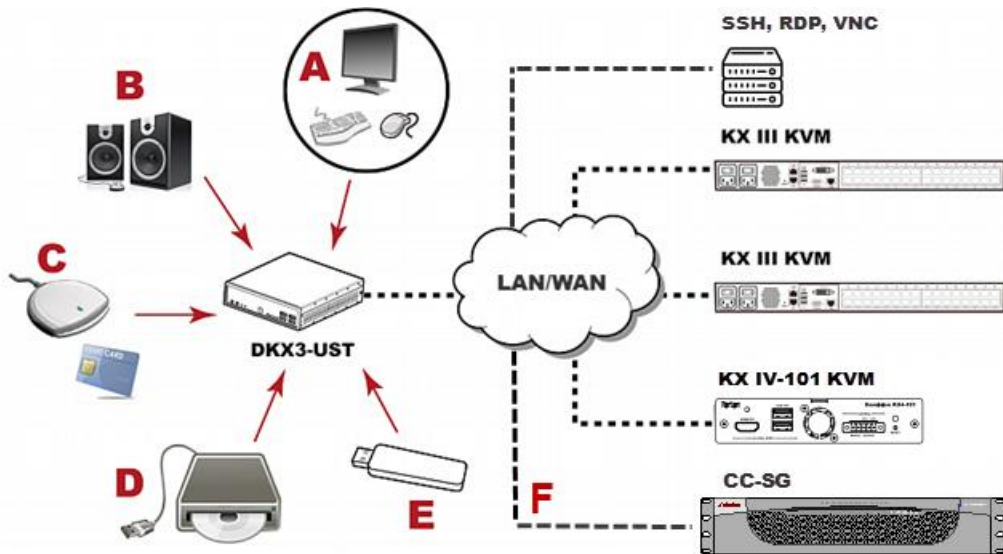 SSH, RDP, VNC
A
B
KX III KVM
C
LAN/WAN
KX III KVM
DKX3-UST
KX IV-101 KVM
D
E
F
CC-SG